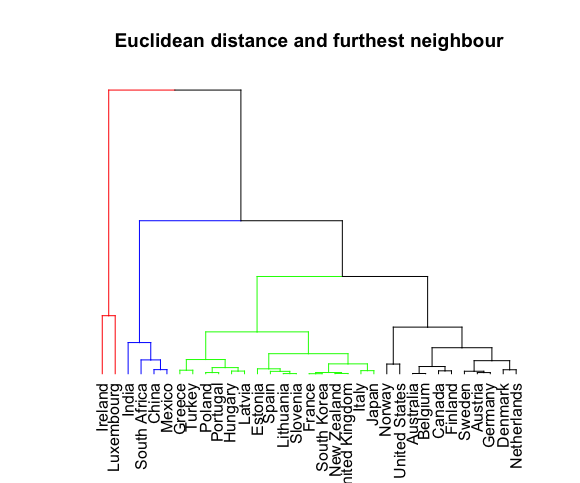 Euclidean distance and furthest neighbour
Ireland
Luxembourg
India
South Africa
China
Mexico
Greece
Turkey
Poland
Portugal
Hungary
Latvia
Estonia
Spain
Lithuania
Slovenia
France
South Korea
New Zealand
nited Kingdom
Italy
Japan
Norway
United States
Australia
Belgium
Canada
Finland
Sweden
Austria
Germany
Denmark
Netherlands